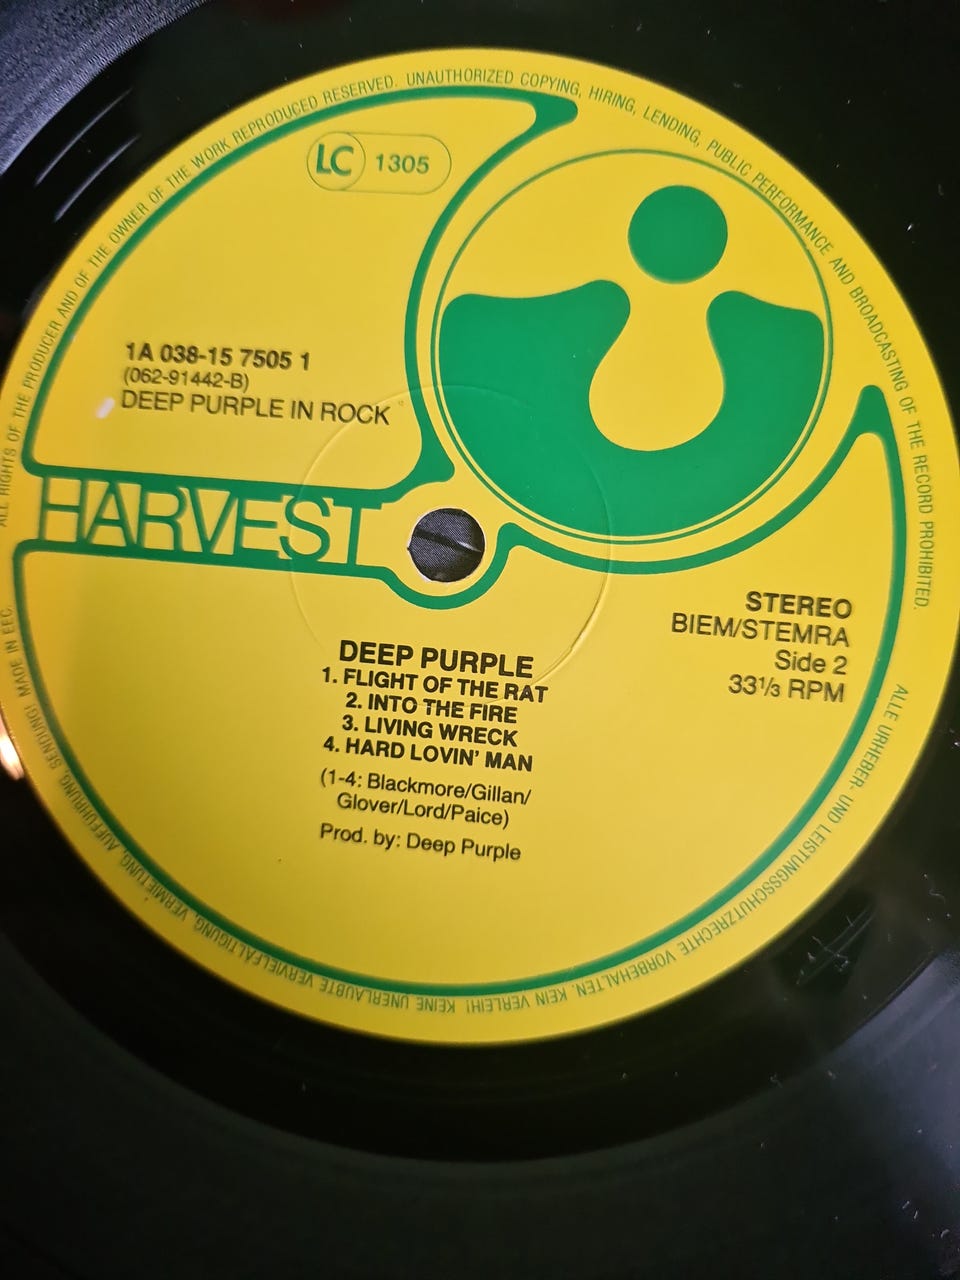 ALL RIGHTS OF THE PRODUCER AND OF THE OWNER OF THE WORK REPRODUCED RESERVED. UNAUTHORIZED COPYING, HIRING, LENDING, PUBLIC PERFORMANCE AND BROADCASTING OF THE RECORD PROHIBITED.
LC 1305
1A 038-15 7505 1
(062-91442-B)
DEEP PURPLE IN ROCK
HARVEST
STEREO
BIEM/STEMRA
Side 2
33⅓ RPM
DEEP PURPLE
1. FLIGHT OF THE RAT
2. INTO THE FIRE
3. LIVING WRECK
4. HARD LOVIN' MAN
(1-4: Blackmore/Gillan/
Glover/Lord/Paice)
Prod. by: Deep Purple
ALLE URHEBER- UND LEISTUNGSSCHUTZRECHTE VORBEHALTEN. KEIN VERLEIH! KEINE UNERLAUBTE VERVIELFÄLTIGUNG, VERMIETUNG, AUFFÜHRUNG, SENDUNG! MADE IN EEC.